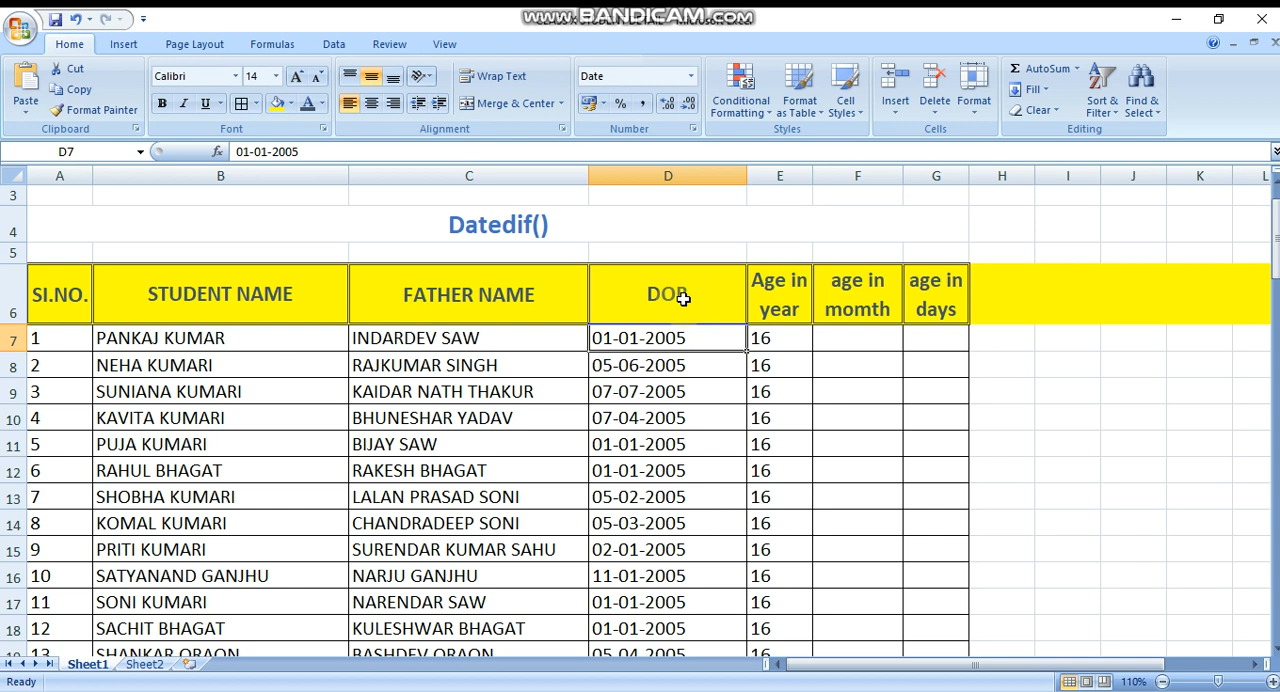 www.BANDICAM.com
Home Insert Page Layout Formulas Data Review View
Paste
Cut
Copy
Format Painter
Clipboard
Calibri 14
B I U
Font
Wrap Text
Merge & Center
Alignment
Date
Number
Conditional Formatting
Format as Table
Cell Styles
Styles
Insert Delete Format
Cells
Σ AutoSum
Fill
Clear
Sort & Filter
Find & Select
Editing
D7 fx 01-01-2005
A B C D E F G H I J K L
3
4 Datedif()
5
6 SI.NO. STUDENT NAME FATHER NAME DOB Age in year age in momth age in days
7 1 PANKAJ KUMAR INDARDEV SAW 01-01-2005 16
8 2 NEHA KUMARI RAJKUMAR SINGH 05-06-2005 16
9 3 SUNIANA KUMARI KAIDAR NATH THAKUR 07-07-2005 16
10 4 KAVITA KUMARI BHUNESHAR YADAV 07-04-2005 16
11 5 PUJA KUMARI BIJAY SAW 01-01-2005 16
12 6 RAHUL BHAGAT RAKESH BHAGAT 01-01-2005 16
13 7 SHOBHA KUMARI LALAN PRASAD SONI 05-02-2005 16
14 8 KOMAL KUMARI CHANDRADEEP SONI 05-03-2005 16
15 9 PRITI KUMARI SURENDAR KUMAR SAHU 02-01-2005 16
16 10 SATYANAND GANJHU NARJU GANJHU 11-01-2005 16
17 11 SONI KUMARI NARENDAR SAW 01-01-2005 16
18 12 SACHIT BHAGAT KULESHWAR BHAGAT 01-01-2005 16
13 SHANKAR ORAON BASHDEV ORAON 05-04-2005 16
Sheet1 Sheet2
Ready 110%